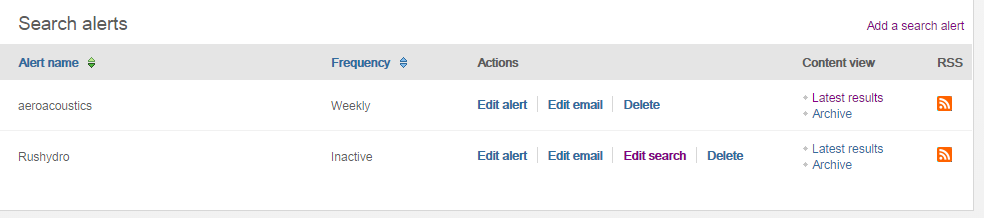 Search alerts
Add a search alert
Alert name Frequency Actions Content view RSS
aeroacoustics Weekly Edit alert Edit email Delete Latest results
Archive
Rushydro Inactive Edit alert Edit email Edit search Delete Latest results
Archive